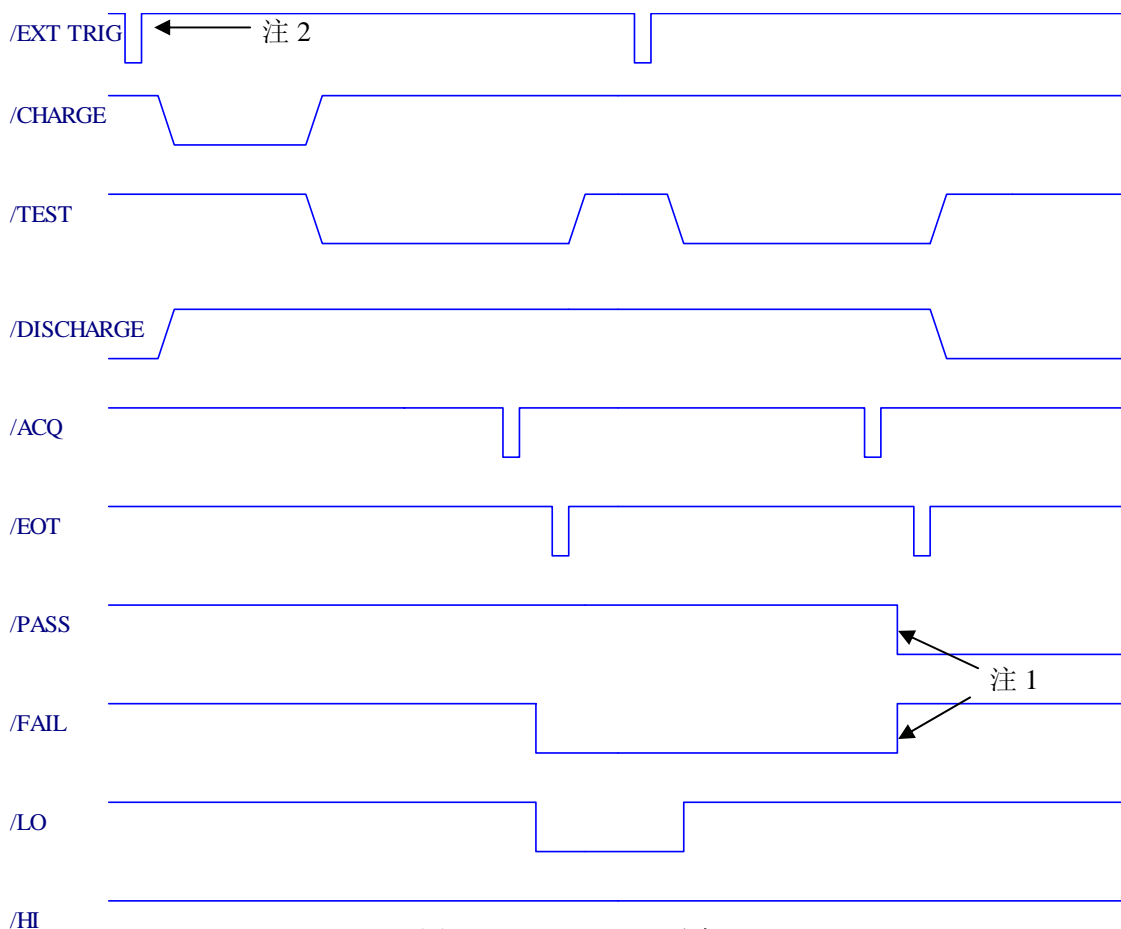 /EXT TRIG
注 2
/CHARGE
/TEST
/DISCHARGE
/ACQ
/EOT
/PASS
注 1
/FAIL
/LO
/HI